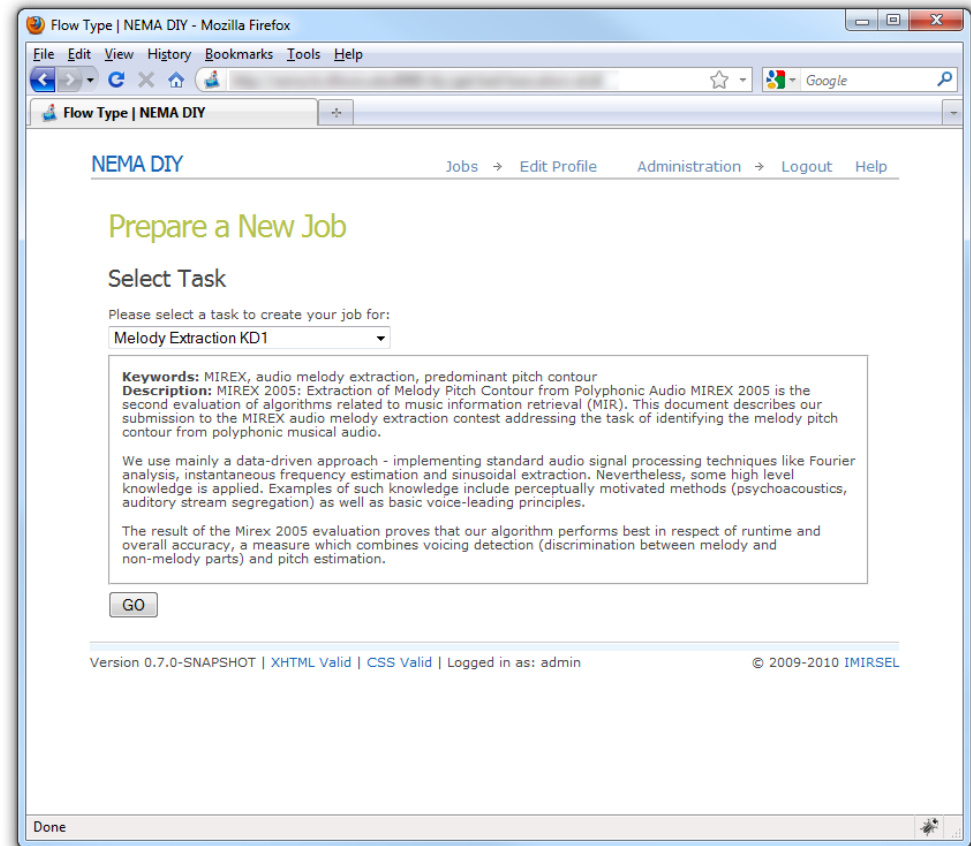 Flow Type | NEMA DIY - Mozilla Firefox
File Edit View History Bookmarks Tools Help
Google
Flow Type | NEMA DIY
NEMA DIY
Jobs → Edit Profile Administration → Logout Help
Prepare a New Job
Select Task
Please select a task to create your job for:
Melody Extraction KD1
Keywords: MIREX, audio melody extraction, predominant pitch contour
Description: MIREX 2005: Extraction of Melody Pitch Contour from Polyphonic Audio MIREX 2005 is the
second evaluation of algorithms related to music information retrieval (MIR). This document describes our
submission to the MIREX audio melody extraction contest addressing the task of identifying the melody pitch
contour from polyphonic musical audio.
We use mainly a data-driven approach - implementing standard audio signal processing techniques like Fourier
analysis, instantaneous frequency estimation and sinusoidal extraction. Nevertheless, some high level
knowledge is applied. Examples of such knowledge include perceptually motivated methods (psychoacoustics,
auditory stream segregation) as well as basic voice-leading principles.
The result of the Mirex 2005 evaluation proves that our algorithm performs best in respect of runtime and
overall accuracy, a measure which combines voicing detection (discrimination between melody and
non-melody parts) and pitch estimation.
GO
Version 0.7.0-SNAPSHOT | XHTML Valid | CSS Valid | Logged in as: admin
© 2009-2010 IMIRSEL
Done